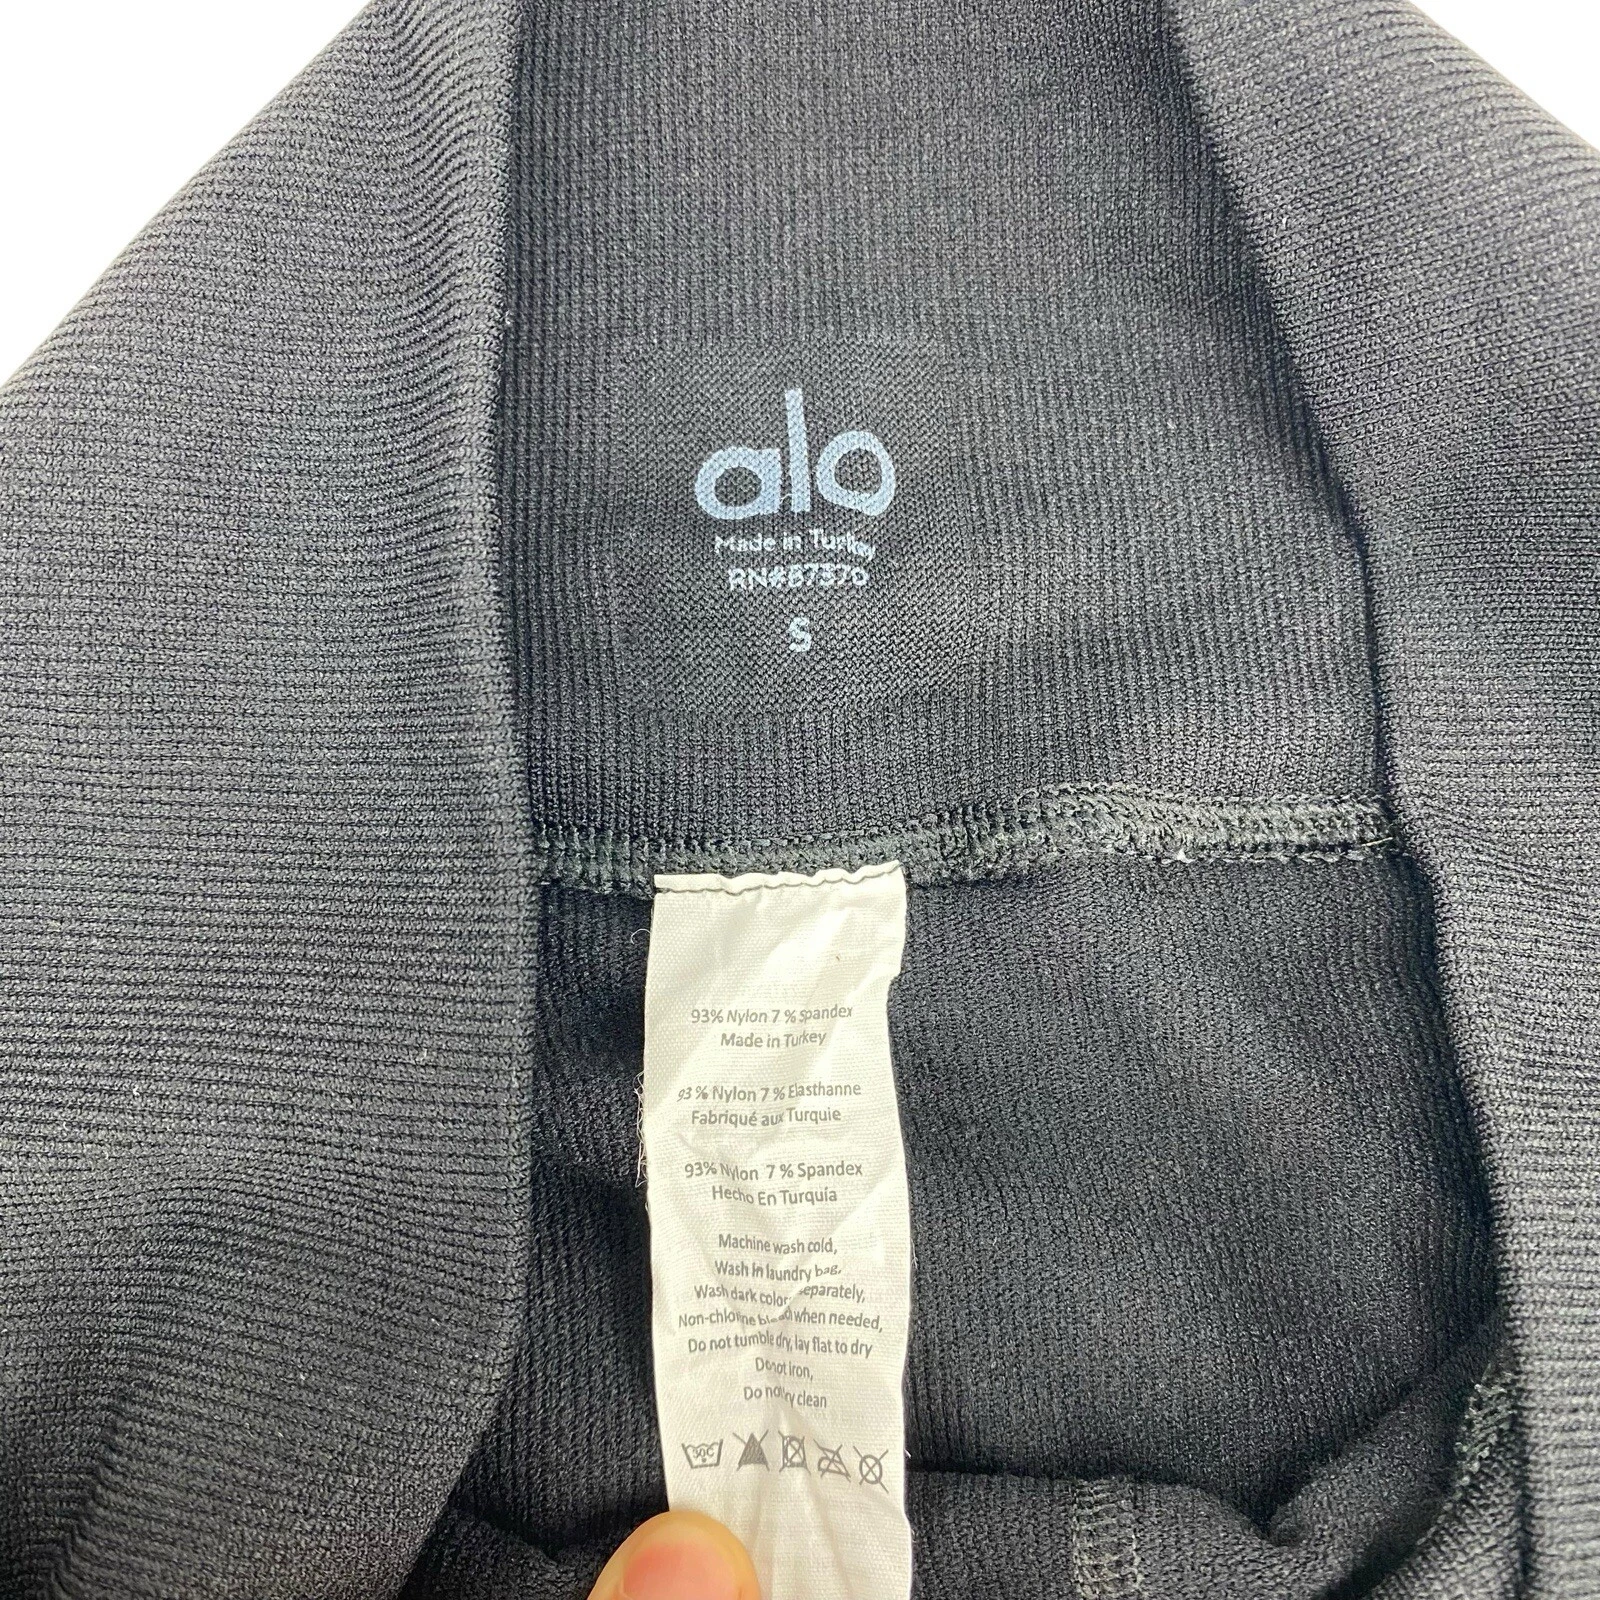 alo
Made in Turkey
RN#87370
S
93% Nylon 7 % Spandex
Made in Turkey
93 % Nylon 7 % Elasthanne
Fabriqué aux Turquie
93% Nylon 7 % Spandex
Hecho En Turquia
Machine wash cold,
Wash In laundry bag,
Wash dark color separately,
Non-chlorine bleach when needed,
Do not tumble dry, lay flat to dry
Do not Iron,
Do not dry clean
30C